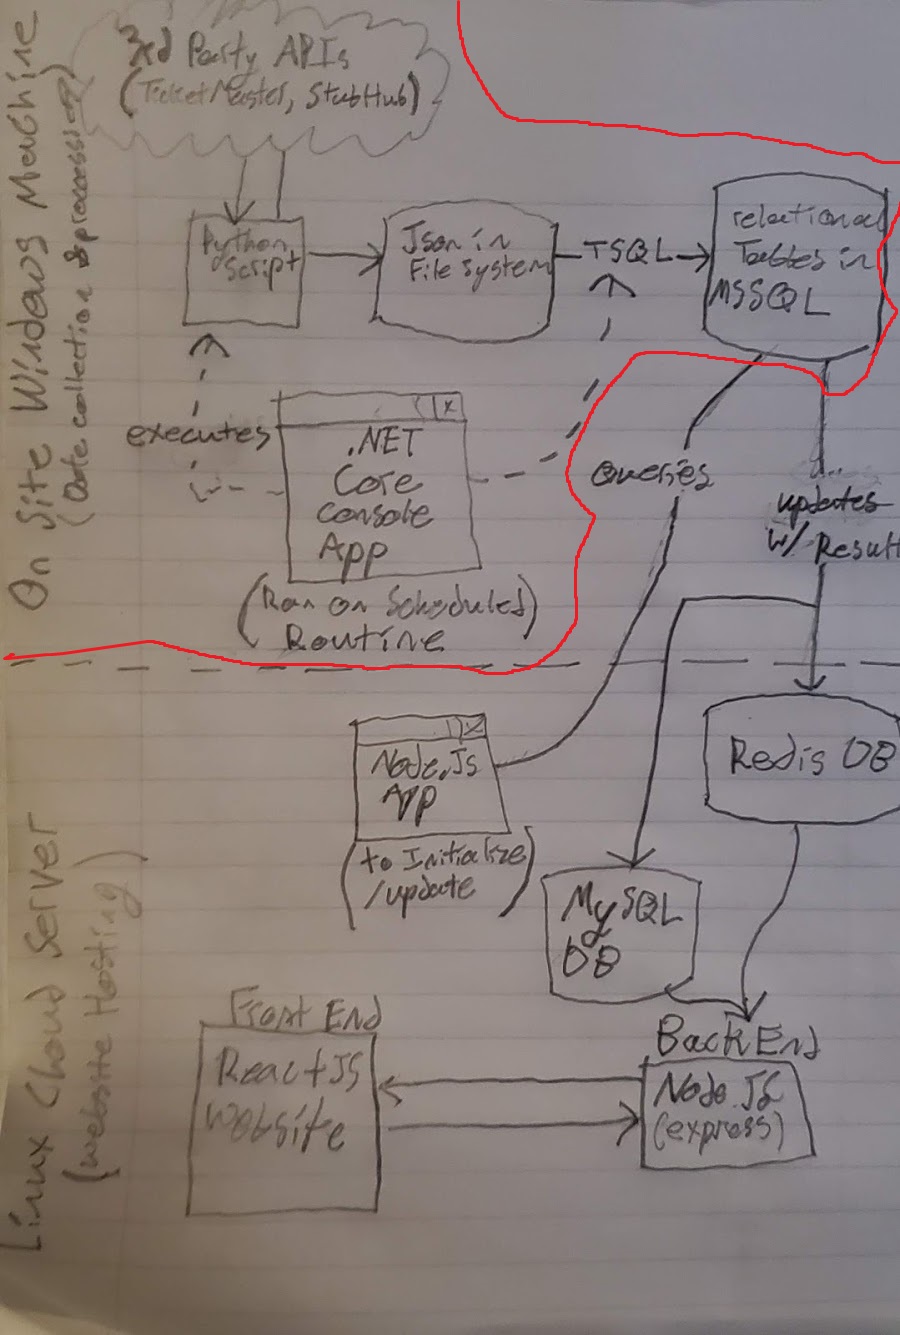 On Site Windows Machine
(Data collection & processing)
3rd Party APIs
(TicketMaster, StubHub)
Python
Script
Json in
File System
TSQL
relational
Tables in
MSSQL
executes
.NET
Core
Console
App
(Ran on Scheduled)
Routine
Queries
updates
w/ Result
Linux Cloud Server
(Website Hosting)
Node.Js
App
(to Initialize
/update)
Redis DB
MySQL
DB
Front End
ReactJS
Website
Back End
Node JS
(express)